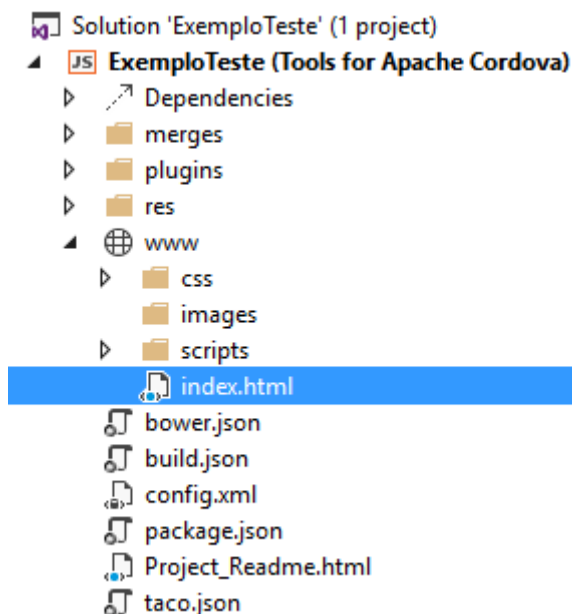 Solution 'ExemploTeste' (1 project)
JS ExemploTeste (Tools for Apache Cordova)
Dependencies
merges
plugins
res
www
css
images
scripts
index.html
bower.json
build.json
config.xml
package.json
Project_Readme.html
taco.json